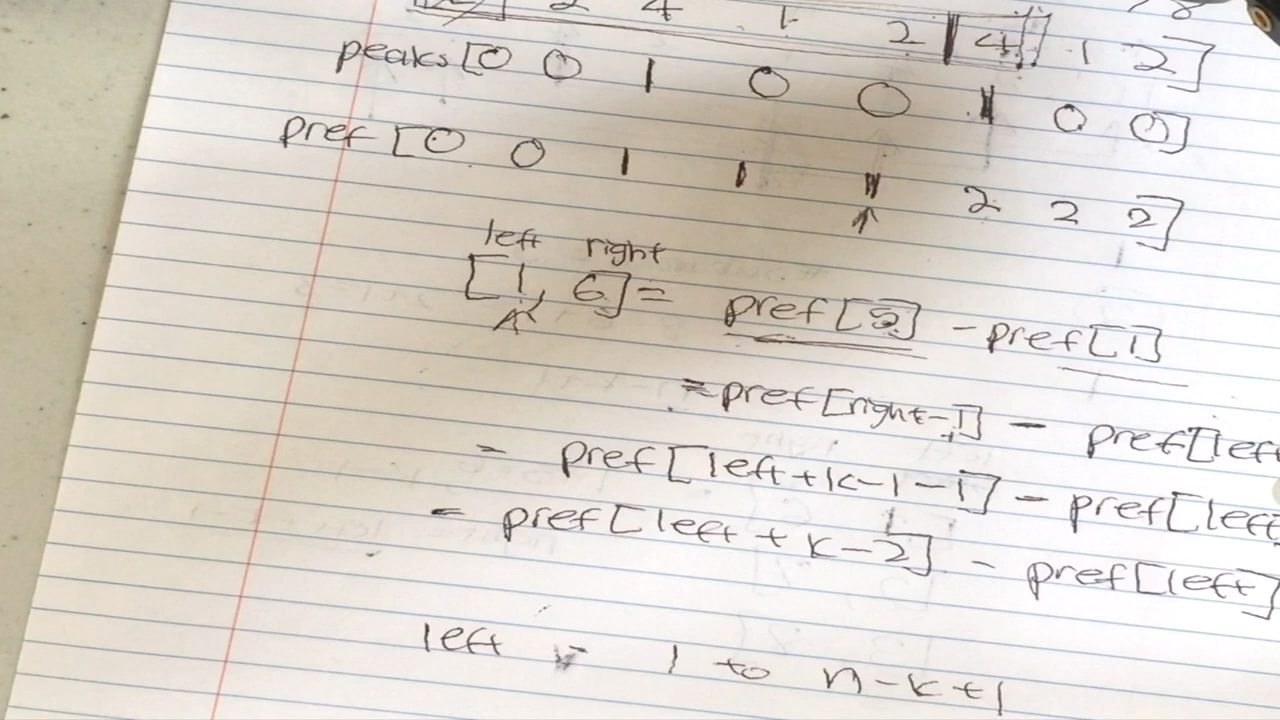 2 4 1 2 [4] 1 2]
peaks [0 0 1 0 0 1 0 0]
pref [0 0 1 1 1 2 2 2]
↑
left right
[1, 6] = pref[5] - pref[1]
= pref[right-1] - pref[left
= pref[left+k-1-1] - pref[left
= pref[left + k-2] - pref[left]
left = 1 to n-k+1